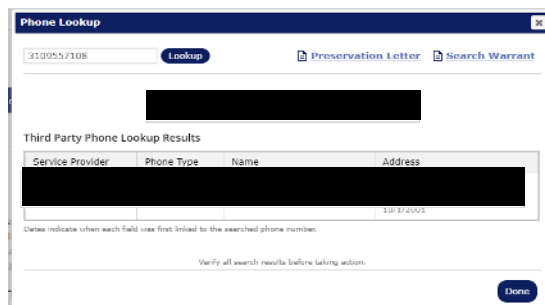 Phone Lookup
3109557108 Lookup Preservation Letter Search Warrant
Third Party Phone Lookup Results
Service Provider Phone Type Name Address
10/1/2001
Dates indicate when each field was first linked to the searched phone number.
Verify all search results before taking action.
Done